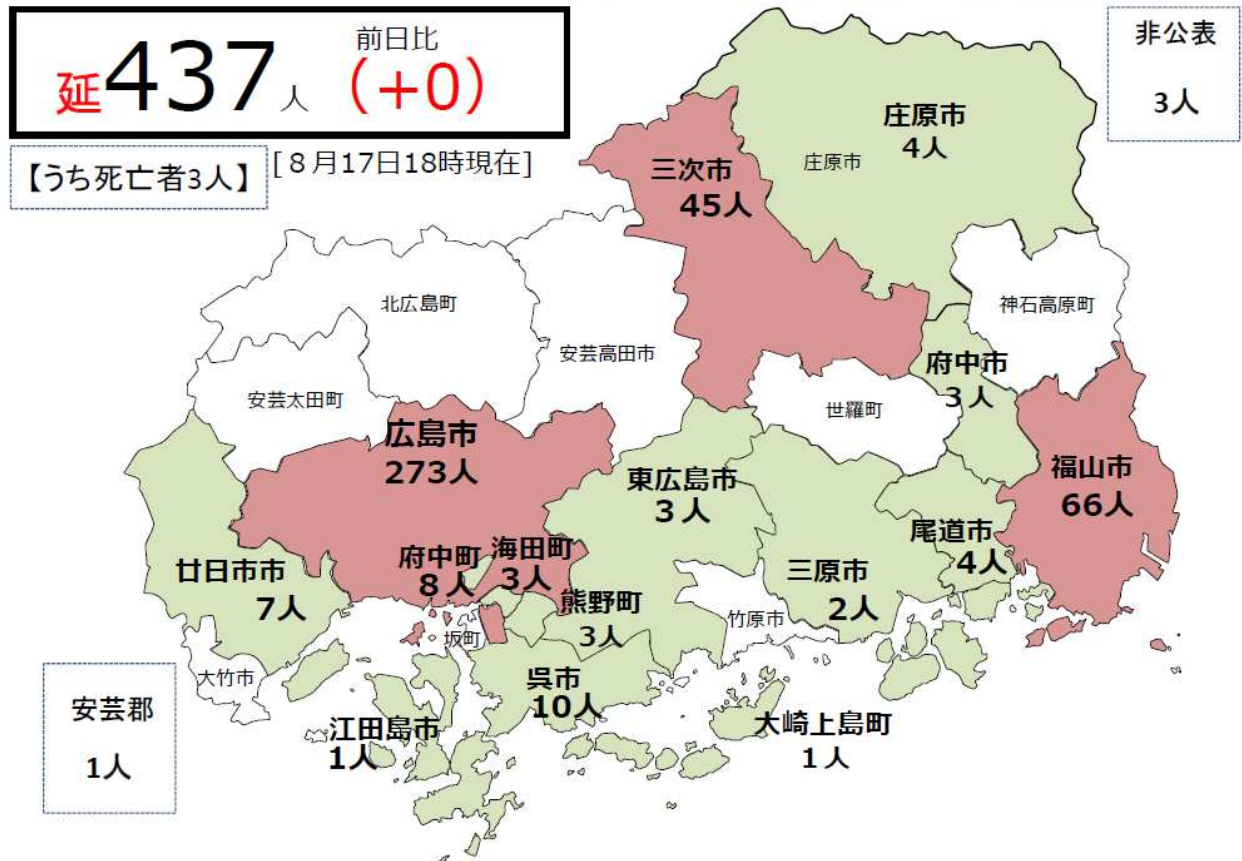 前日比
延437人 (+0)
【うち死亡者3人】
[8月17日18時現在]
非公表
3人
庄原市
4人
庄原市
三次市
45人
北広島町
安芸高田市
神石高原町
安芸太田町
世羅町
府中市
3人
広島市
273人
東広島市
3人
福山市
66人
尾道市
4人
府中町
8人
海田町
3人
廿日市市
7人
熊野町
3人
三原市
2人
竹原市
坂町
大竹市
呉市
10人
江田島市
1人
大崎上島町
1人
安芸郡
1人